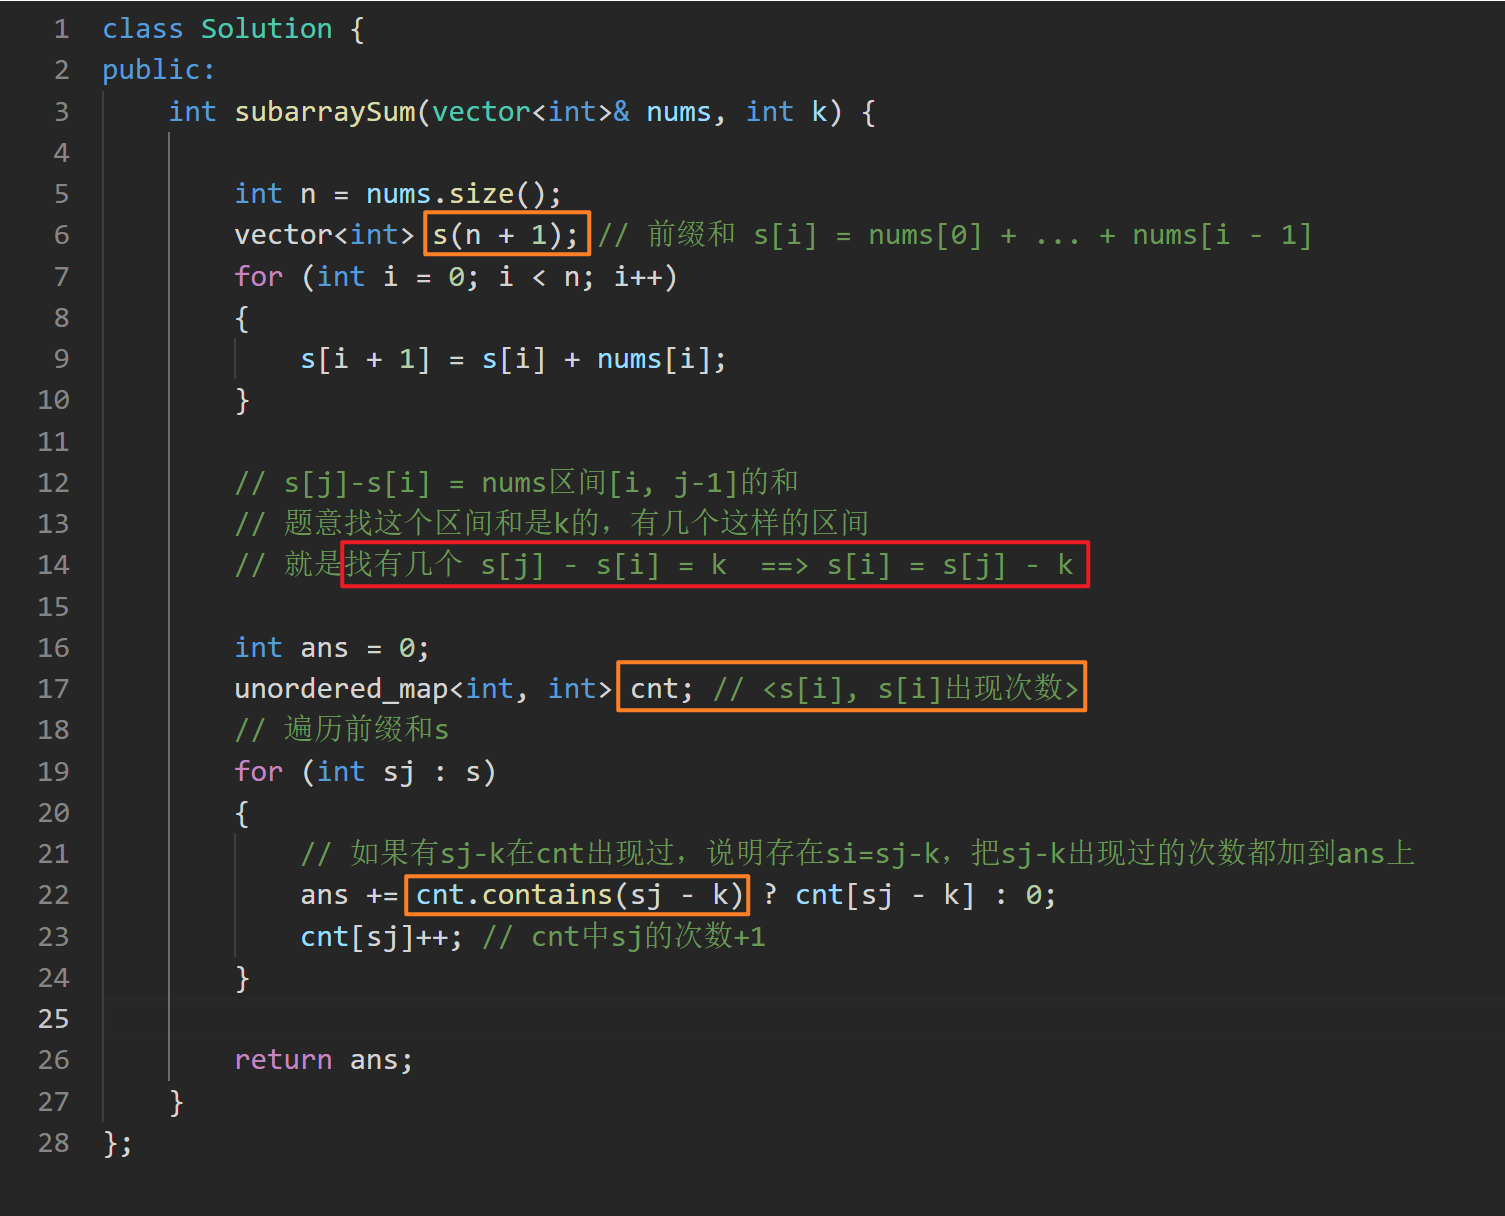 1 class Solution {
2 public:
3     int subarraySum(vector<int>& nums, int k) {
4
5         int n = nums.size();
6         vector<int> s(n + 1); // 前缀和 s[i] = nums[0] + ... + nums[i - 1]
7         for (int i = 0; i < n; i++)
8         {
9             s[i + 1] = s[i] + nums[i];
10         }
11
12         // s[j]-s[i] = nums区间[i, j-1]的和
13         // 题意找这个区间和是k的，有几个这样的区间
14         // 就是找有几个 s[j] - s[i] = k  ==> s[i] = s[j] - k
15
16         int ans = 0;
17         unordered_map<int, int> cnt; // <s[i], s[i]出现次数>
18         // 遍历前缀和s
19         for (int sj : s)
20         {
21             // 如果有sj-k在cnt出现过，说明存在si=sj-k，把sj-k出现过的次数都加到ans上
22             ans += cnt.contains(sj - k) ? cnt[sj - k] : 0;
23             cnt[sj]++; // cnt中sj的次数+1
24         }
25
26         return ans;
27     }
28 };